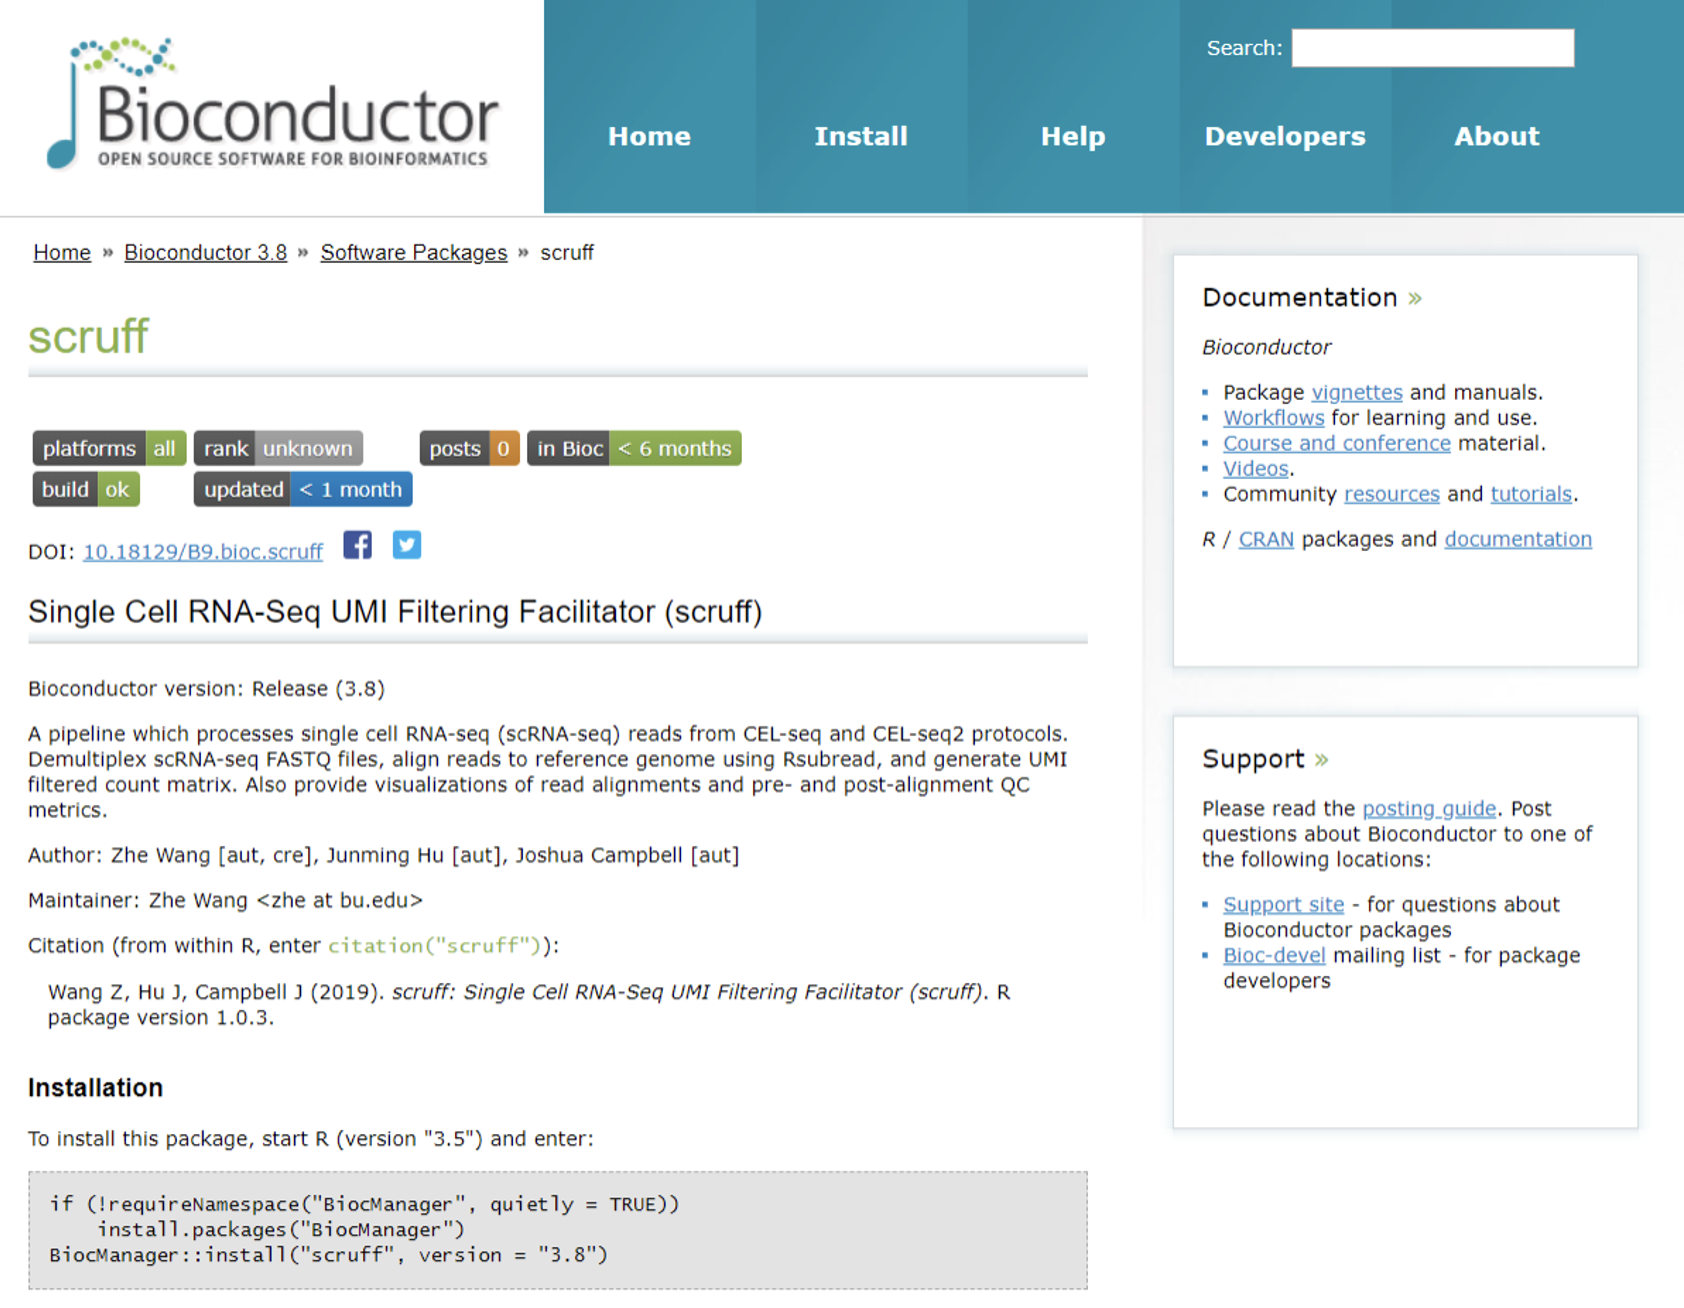 Bioconductor
OPEN SOURCE SOFTWARE FOR BIOINFORMATICS
Search:
Home Install Help Developers About
Home » Bioconductor 3.8 » Software Packages » scruff
scruff
platforms all rank unknown posts 0 in Bioc < 6 months
build ok updated < 1 month
DOI: 10.18129/B9.bioc.scruff
Single Cell RNA-Seq UMI Filtering Facilitator (scruff)
Bioconductor version: Release (3.8)
A pipeline which processes single cell RNA-seq (scRNA-seq) reads from CEL-seq and CEL-seq2 protocols.
Demultiplex scRNA-seq FASTQ files, align reads to reference genome using Rsubread, and generate UMI
filtered count matrix. Also provide visualizations of read alignments and pre- and post-alignment QC
metrics.
Author: Zhe Wang [aut, cre], Junming Hu [aut], Joshua Campbell [aut]
Maintainer: Zhe Wang <zhe at bu.edu>
Citation (from within R, enter citation("scruff")):
Wang Z, Hu J, Campbell J (2019). scruff: Single Cell RNA-Seq UMI Filtering Facilitator (scruff). R
package version 1.0.3.
Installation
To install this package, start R (version "3.5") and enter:
if (!requireNamespace("BiocManager", quietly = TRUE))
    install.packages("BiocManager")
BiocManager::install("scruff", version = "3.8")
Documentation »
Bioconductor
▪ Package vignettes and manuals.
▪ Workflows for learning and use.
▪ Course and conference material.
▪ Videos.
▪ Community resources and tutorials.
R / CRAN packages and documentation
Support »
Please read the posting guide. Post
questions about Bioconductor to one of
the following locations:
▪ Support site - for questions about
Bioconductor packages
▪ Bioc-devel mailing list - for package
developers